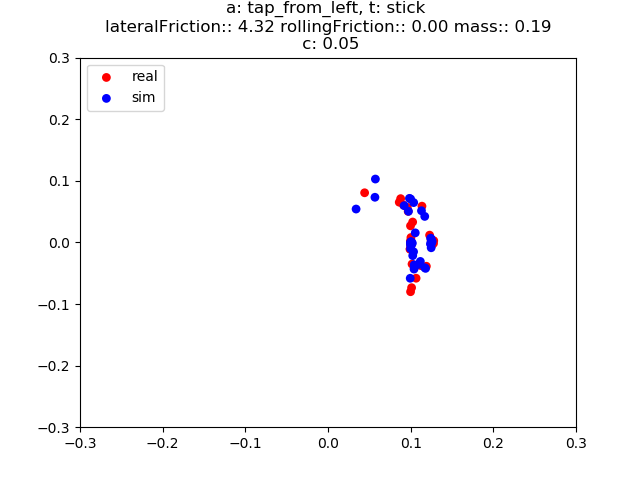 a: tap_from_left, t: stick
lateralFriction:: 4.32 rollingFriction:: 0.00 mass:: 0.19
c: 0.05
real
sim
0.3
0.2
0.1
0.0
−0.1
−0.2
−0.3
−0.3
−0.2
−0.1
0.0
0.1
0.2
0.3